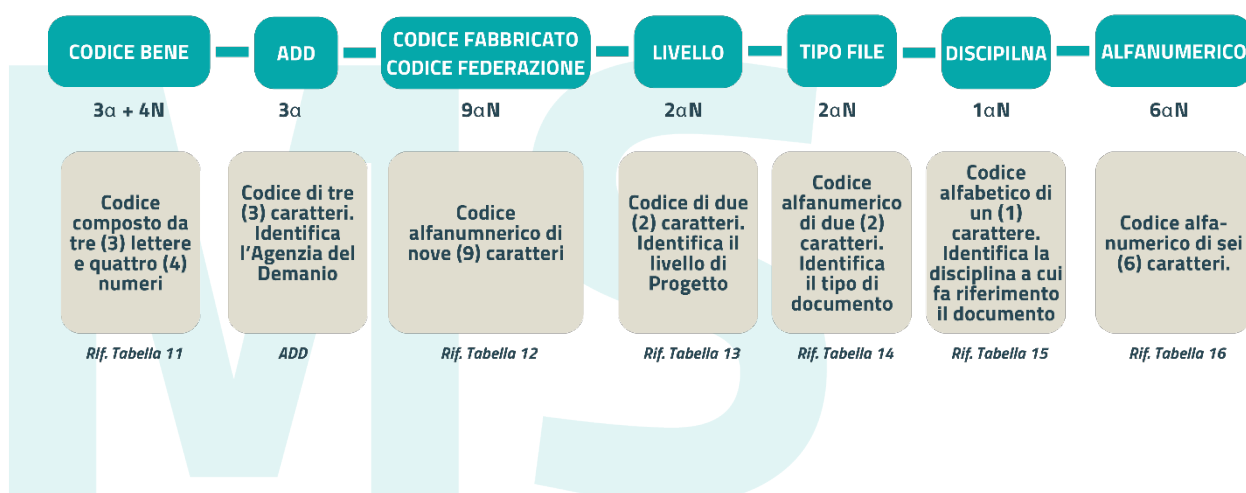 CODICE BENE
ADD
CODICE FABBRICATO
CODICE FEDERAZIONE
LIVELLO
TIPO FILE
DISCIPILNA
ALFANUMERICO
3α + 4N
3α
9αN
2αN
2αN
1αN
6αN
Codice
composto da
tre (3) lettere
e quattro (4)
numeri
Codice di tre
(3) caratteri.
Identifica
l'Agenzia del
Demanio
Codice
alfanumnerico di
nove (9) caratteri
Codice di due
(2) caratteri.
Identifica il
livello di
Progetto
Codice
alfanumerico
di due (2)
caratteri.
Identifica
il tipo di
documento
Codice
alfabetico di
un (1)
carattere.
Identifica la
disciplina a cui
fa riferimento
il documento
Codice alfa-
numerico di sei
(6) caratteri.
Rif. Tabella 11
ADD
Rif. Tabella 12
Rif. Tabella 13
Rif. Tabella 14
Rif. Tabella 15
Rif. Tabella 16
MS